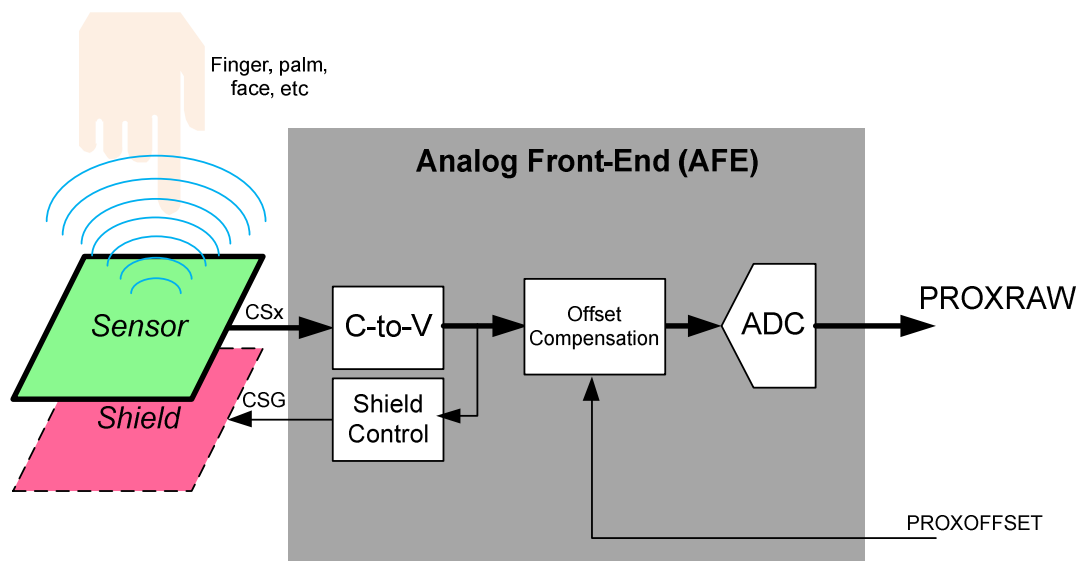 Finger, palm,
face, etc
Analog Front-End (AFE)
Sensor
CSx
C-to-V
Offset
Compensation
ADC
PROXRAW
Shield
CSG
Shield
Control
PROXOFFSET